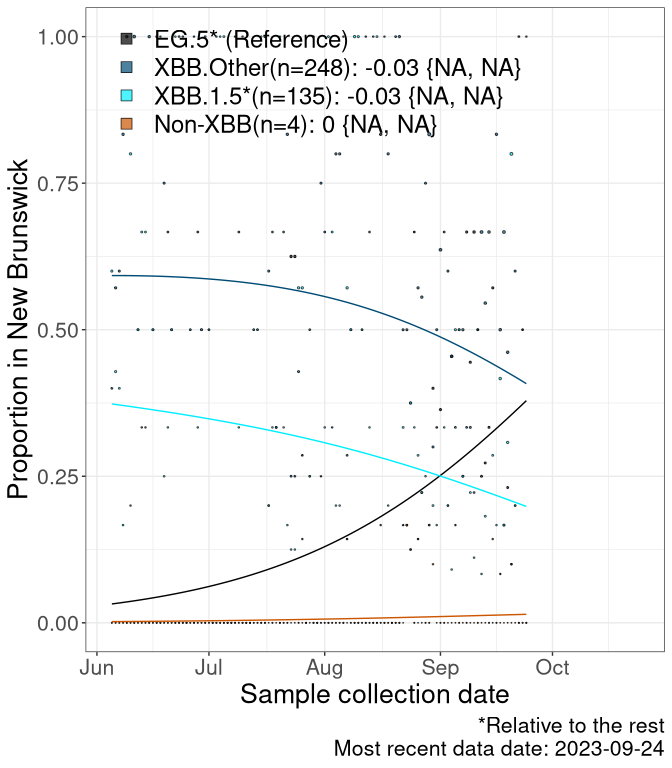 EG.5* (Reference)
XBB.Other(n=248): -0.03 {NA, NA}
XBB.1.5*(n=135): -0.03 {NA, NA}
Non-XBB(n=4): 0 {NA, NA}
1.00
0.75
0.50
0.25
0.00
Proportion in New Brunswick
Jun Jul Aug Sep Oct
Sample collection date
*Relative to the rest
Most recent data date: 2023-09-24